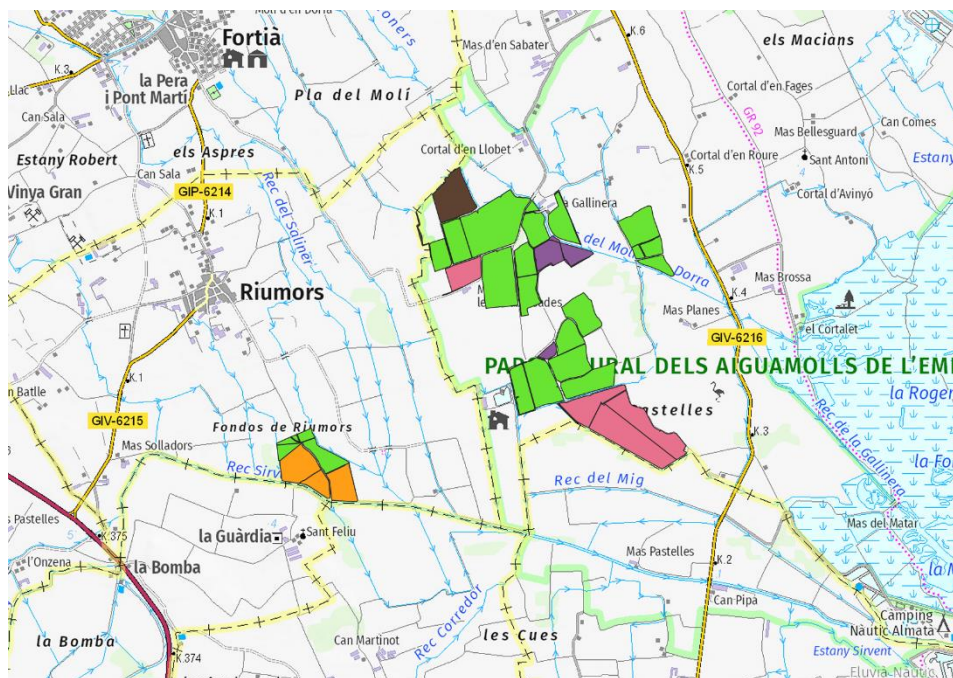 Fortià
la Pera
i Pont Martí
K.3
Llac
Can Sala
Estany Robert
els Aspres
Can Sala
Vinya Gran
GIP-6214
K.1
Riumors
Rec del Saliner
Pla del Molí
Mas d'en Sabater
K.6
els Macians
Cortal d'en Fages
GR 92
Mas Bellesguard
Can Comes
Sant Antoni
Estany
Cortal d'en Roure
K.5
Cortal d'Avinyó
Cortal d'en Llobet
Gallinera
Dorra
Mas Brossa
K.4
Mas Planes
el Cortalet
GIV-6216
DELS AIGUAMOLLS DE L'EM
la Roger
Rec de la Gallinera
K.1
GIV-6215
Mas Solladors
Fondos de Riumors
K.3
Rec del Mig
Mas del Matar
K.375
l'Onzena
la Bomba
la Guàrdia
Sant Feliu
Mas Pastelles
K.2
Can Pipa
Rec Corredor
les Cues
Can Martinot
la Bomba
K.374
Càmping
Nàutic Almatà
Estany Sirvent
Fluvià-Nàutic